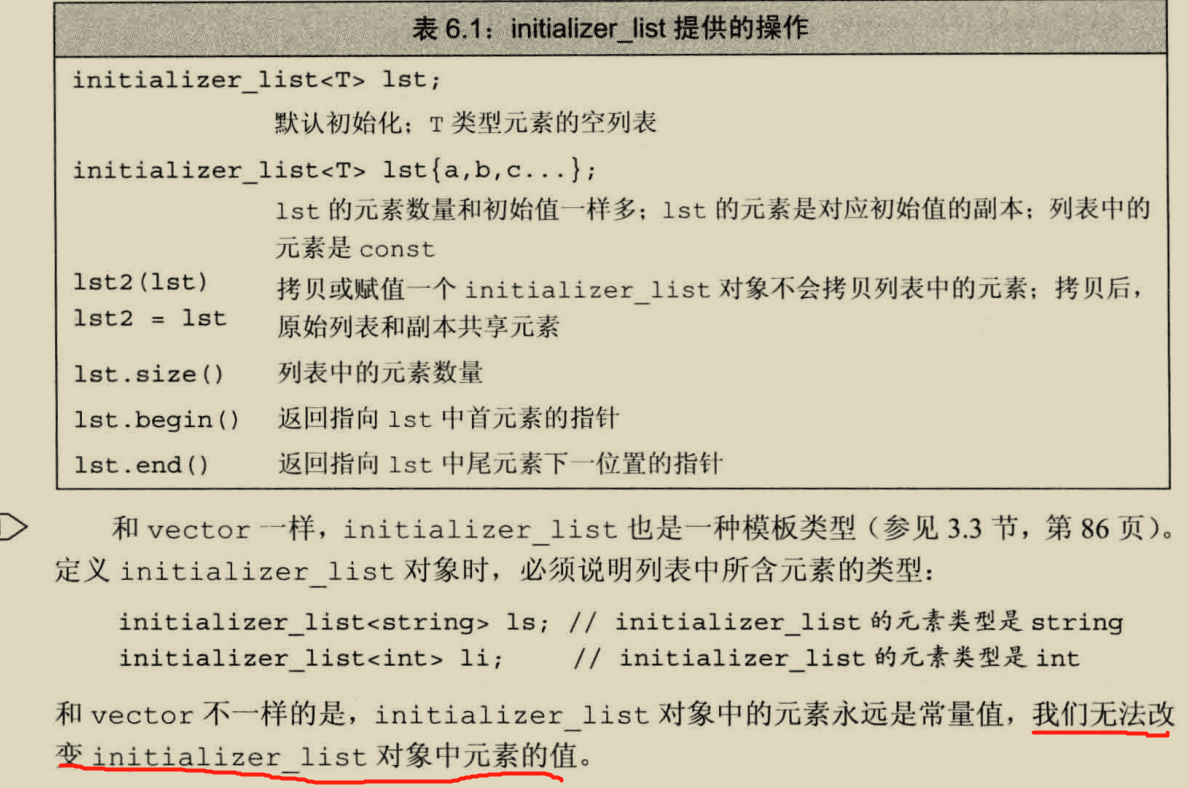 表 6.1：initializer_list 提供的操作
initializer_list<T> lst;
默认初始化；T 类型元素的空列表
initializer_list<T> lst{a,b,c...};
lst 的元素数量和初始值一样多；lst 的元素是对应初始值的副本；列表中的
元素是 const
lst2(lst)
lst2 = lst
拷贝或赋值一个 initializer_list 对象不会拷贝列表中的元素；拷贝后，
原始列表和副本共享元素
lst.size() 列表中的元素数量
lst.begin() 返回指向 lst 中首元素的指针
lst.end() 返回指向 lst 中尾元素下一位置的指针
和 vector 一样，initializer_list 也是一种模板类型（参见 3.3 节，第 86 页）。
定义 initializer_list 对象时，必须说明列表中所含元素的类型：
initializer_list<string> ls; // initializer_list 的元素类型是 string
initializer_list<int> li; // initializer_list 的元素类型是 int
和 vector 不一样的是，initializer_list 对象中的元素永远是常量值，我们无法改
变 initializer_list 对象中元素的值。